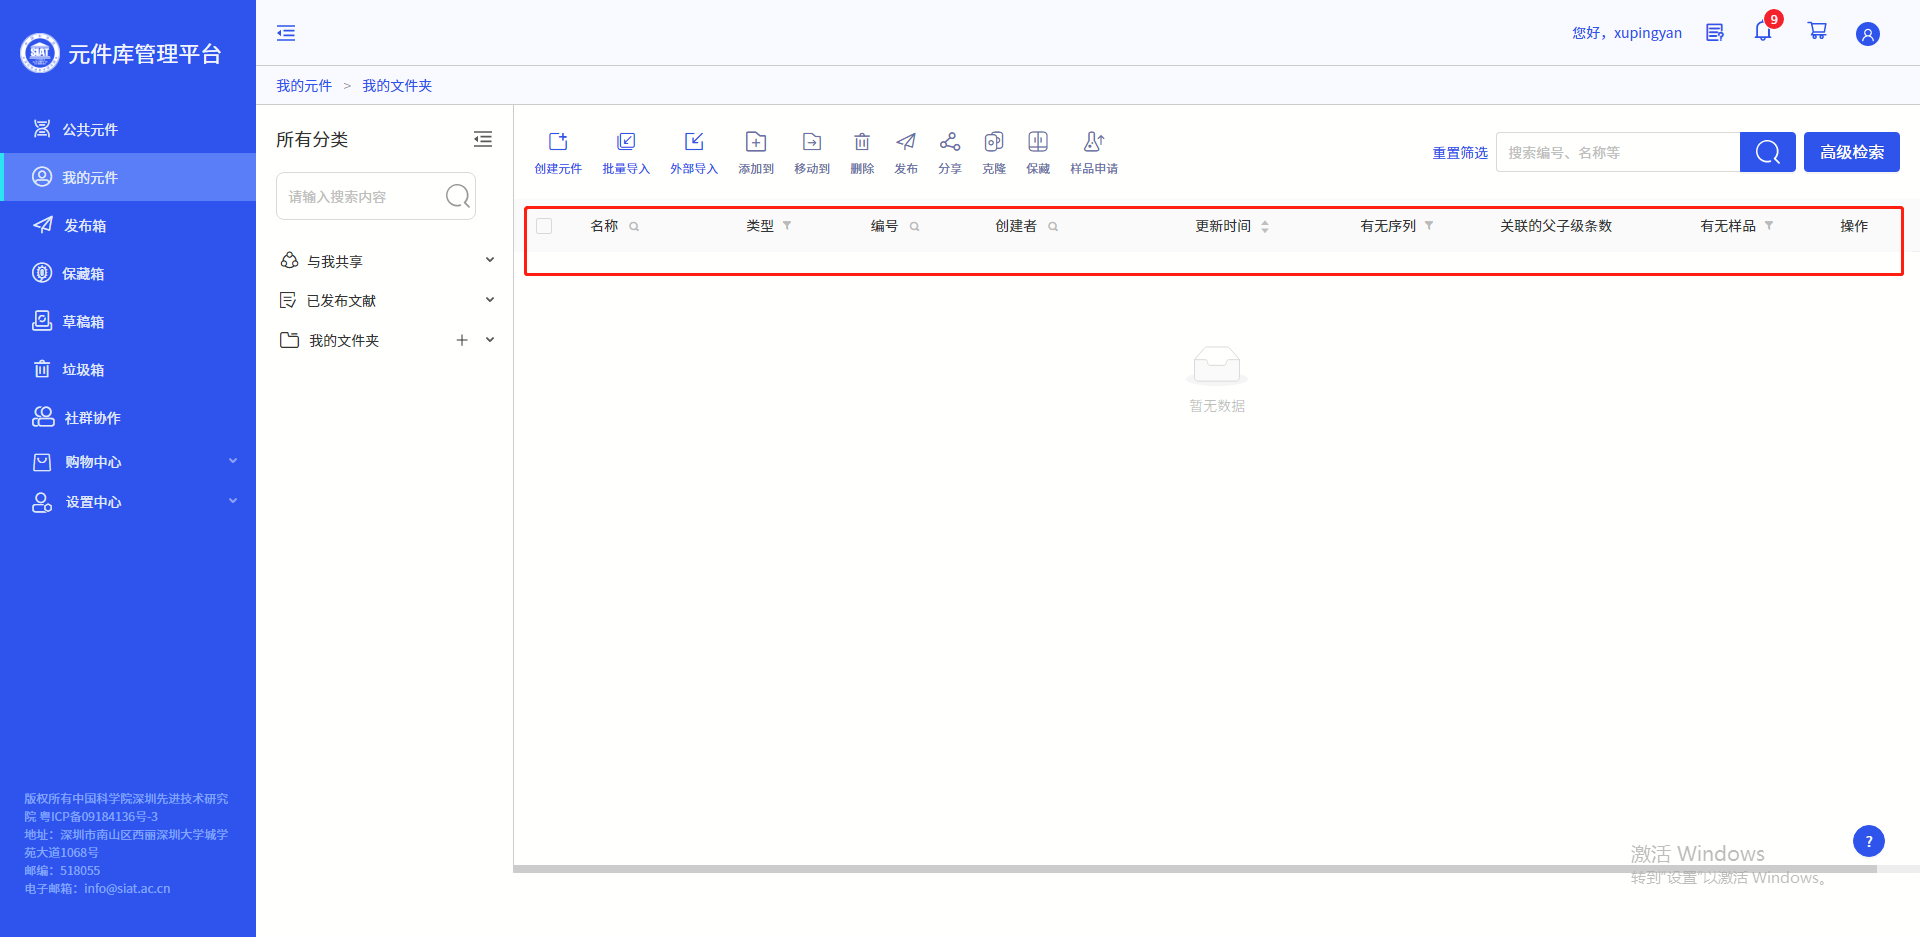 SIAT
元件库管理平台
公共元件
我的元件
发布箱
保藏箱
草稿箱
垃圾箱
社群协作
购物中心
设置中心
版权所有中国科学院深圳先进技术研究
院 粤ICP备09184136号-3
地址：深圳市南山区西丽深圳大学城学
苑大道1068号
邮编：518055
电子邮箱：info@siat.ac.cn
您好，xupingyan
9
我的元件 > 我的文件夹
所有分类
请输入搜索内容
与我共享
已发布文献
我的文件夹
创建元件 批量导入 外部导入 添加到 移动到 删除 发布 分享 克隆 保藏 样品申请
重置筛选 搜索编号、名称等 高级检索
名称 类型 编号 创建者 更新时间 有无序列 关联的父子级条数 有无样品 操作
暂无数据
?
激活 Windows
转到"设置"以激活 Windows。